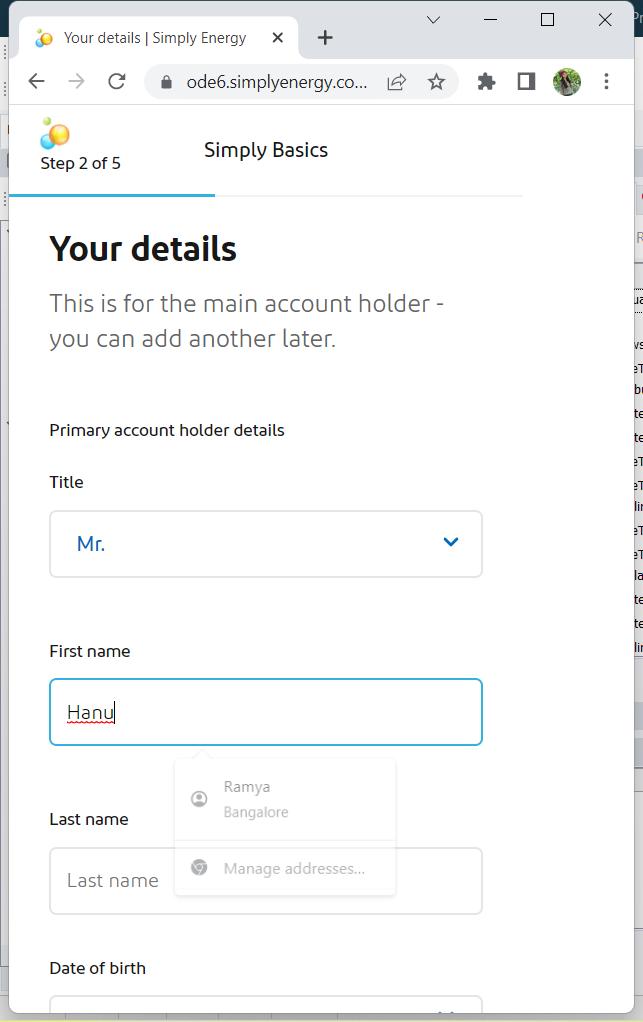 Your details | Simply Energy
ode6.simplyenergy.co...
Step 2 of 5
Simply Basics
Your details
This is for the main account holder -
you can add another later.
Primary account holder details
Title
Mr.
First name
Hanu
Ramya
Bangalore
Manage addresses...
Last name
Last name
Date of birth